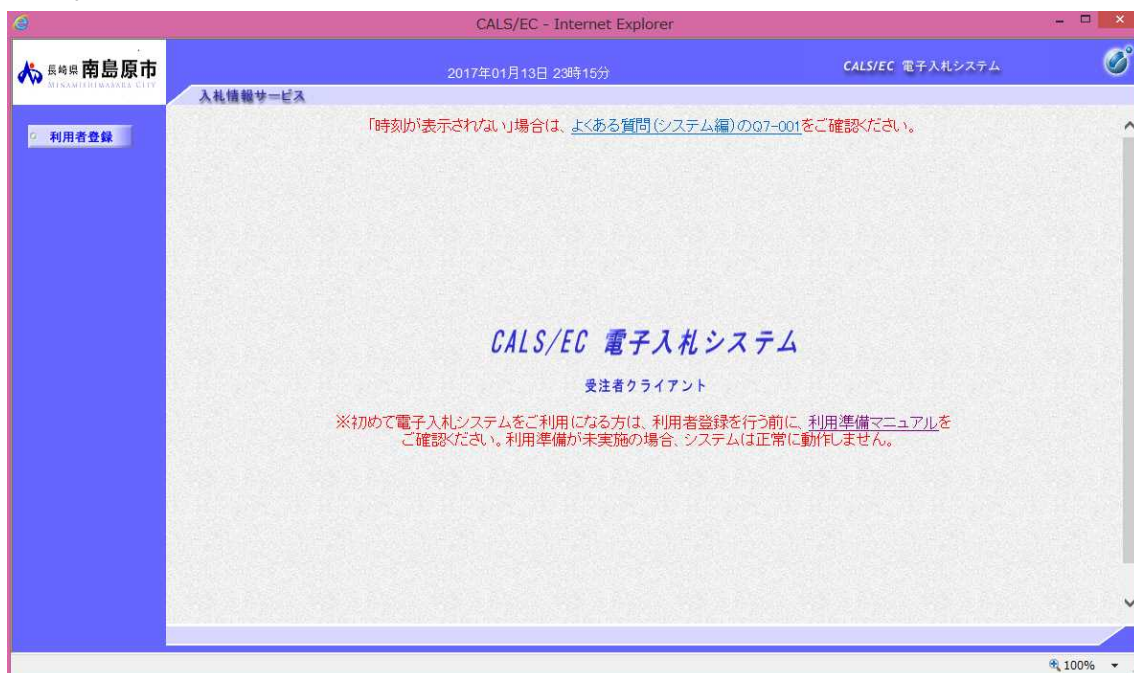 CALS/EC - Internet Explorer
長崎県 南島原市
MINAMISHIMABARA CITY
2017年01月13日 23時15分
CALS/EC 電子入札システム
入札情報サービス
利用者登録
「時刻が表示されない」場合は、よくある質問(システム編)のQ7-001をご確認ください。
CALS/EC 電子入札システム
受注者クライアント
※初めて電子入札システムをご利用になる方は、利用者登録を行う前に、利用準備マニュアルを
ご確認ください。利用準備が未実施の場合、システムは正常に動作しません。
100%